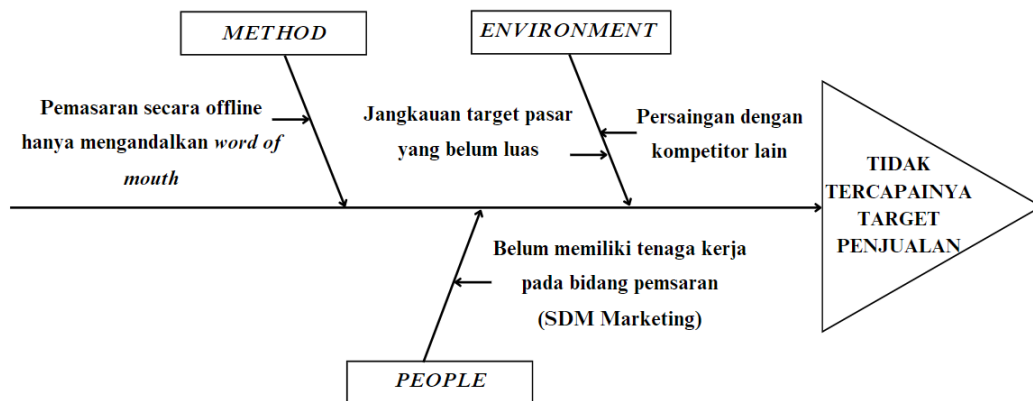 METHOD
ENVIRONMENT
Pemasaran secara offline
hanya mengandalkan word of
mouth
Jangkauan target pasar
yang belum luas
Persaingan dengan
kompetitor lain
TIDAK
TERCAPAINYA
TARGET
PENJUALAN
Belum memiliki tenaga kerja
pada bidang pemsaran
(SDM Marketing)
PEOPLE